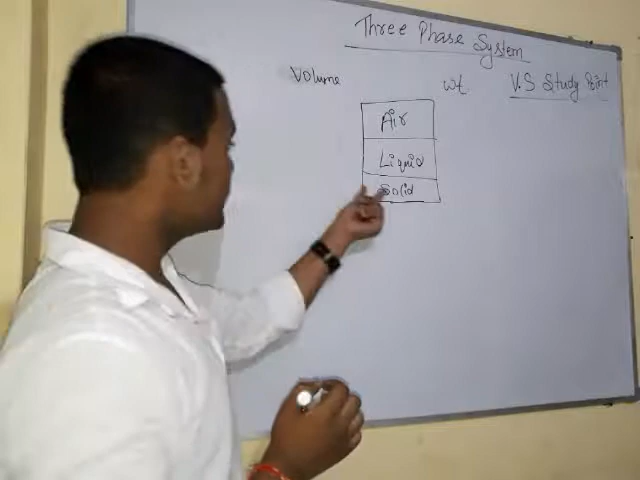 Three Phase System
Volume
wt
V.S Study Point
Air
Liquid
Solid